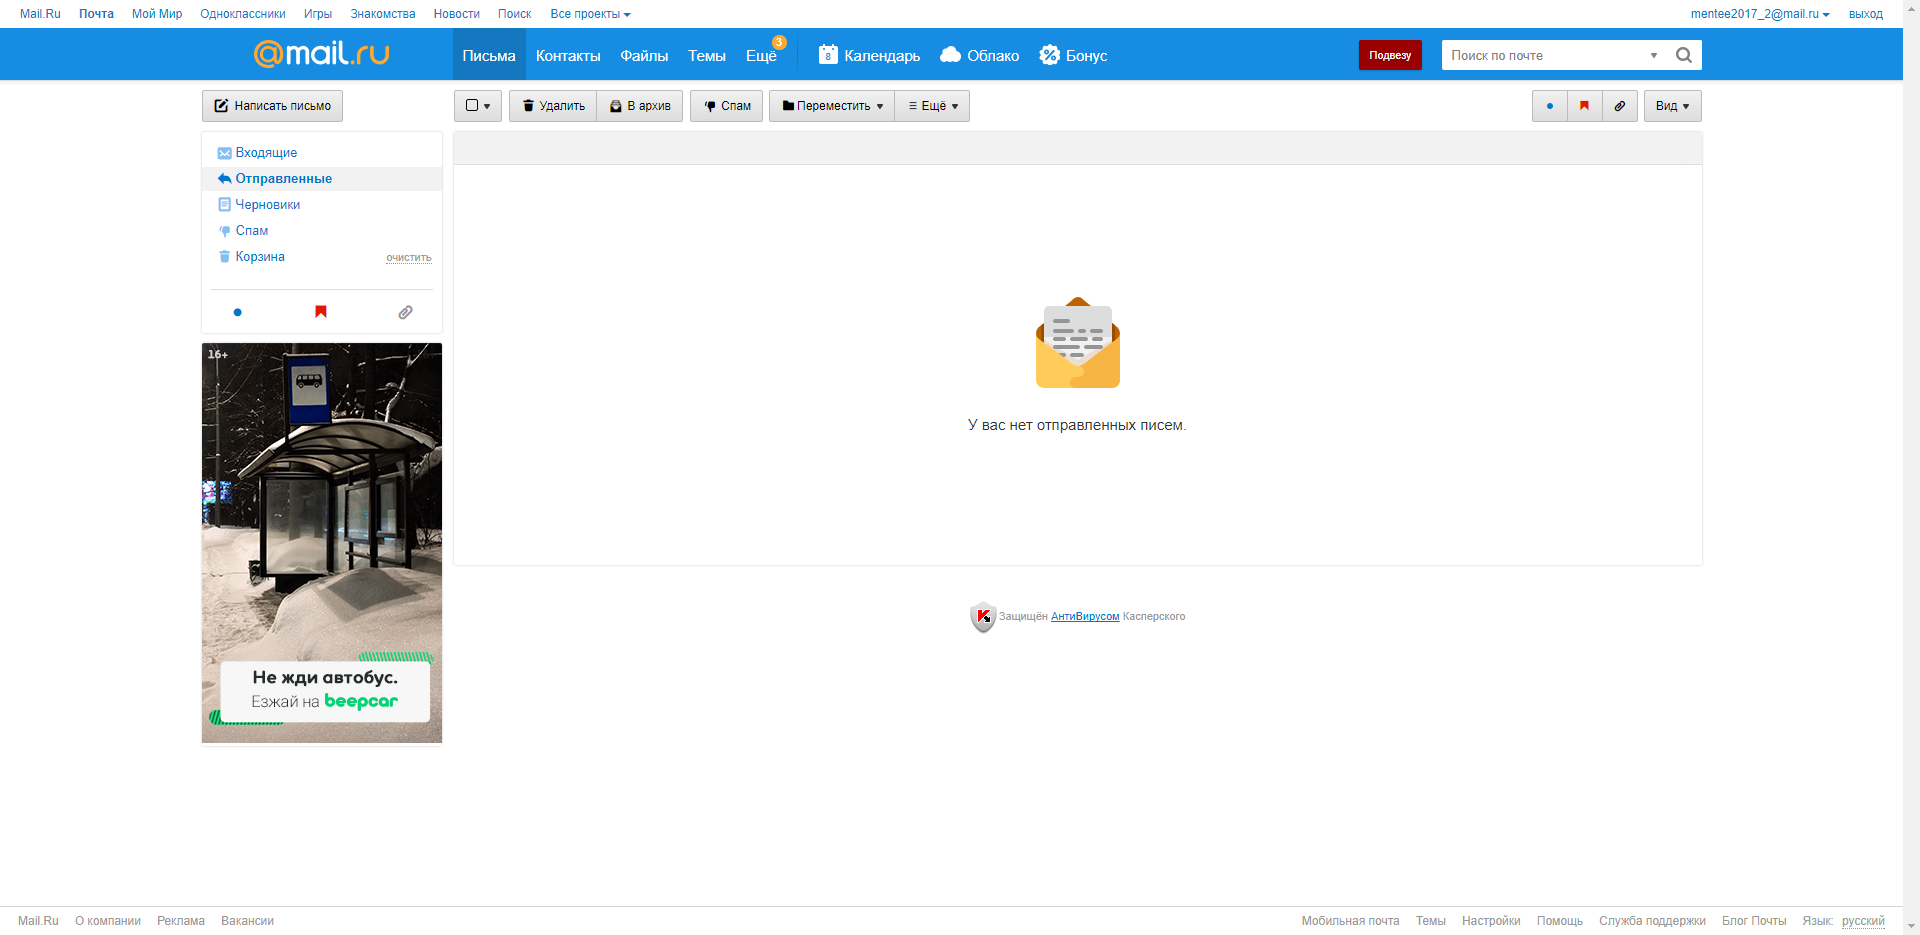 Mail.Ru Почта Мой Мир Одноклассники Игры Знакомства Новости Поиск Все проекты mentee2017_2@mail.ru выход
@mail.ru Письма Контакты Файлы Темы Ещё 3 8 Календарь Облако Бонус Подвезу Поиск по почте
Написать письмо Удалить В архив Спам Переместить Ещё Вид
Входящие
Отправленные
Черновики
Спам
Корзина очистить
16+
У вас нет отправленных писем.
Защищён АнтиВирусом Касперского
Не жди автобус.
Езжай на beepcar
Mail.Ru О компании Реклама Вакансии Мобильная почта Темы Настройки Помощь Служба поддержки Блог Почты Язык: русский